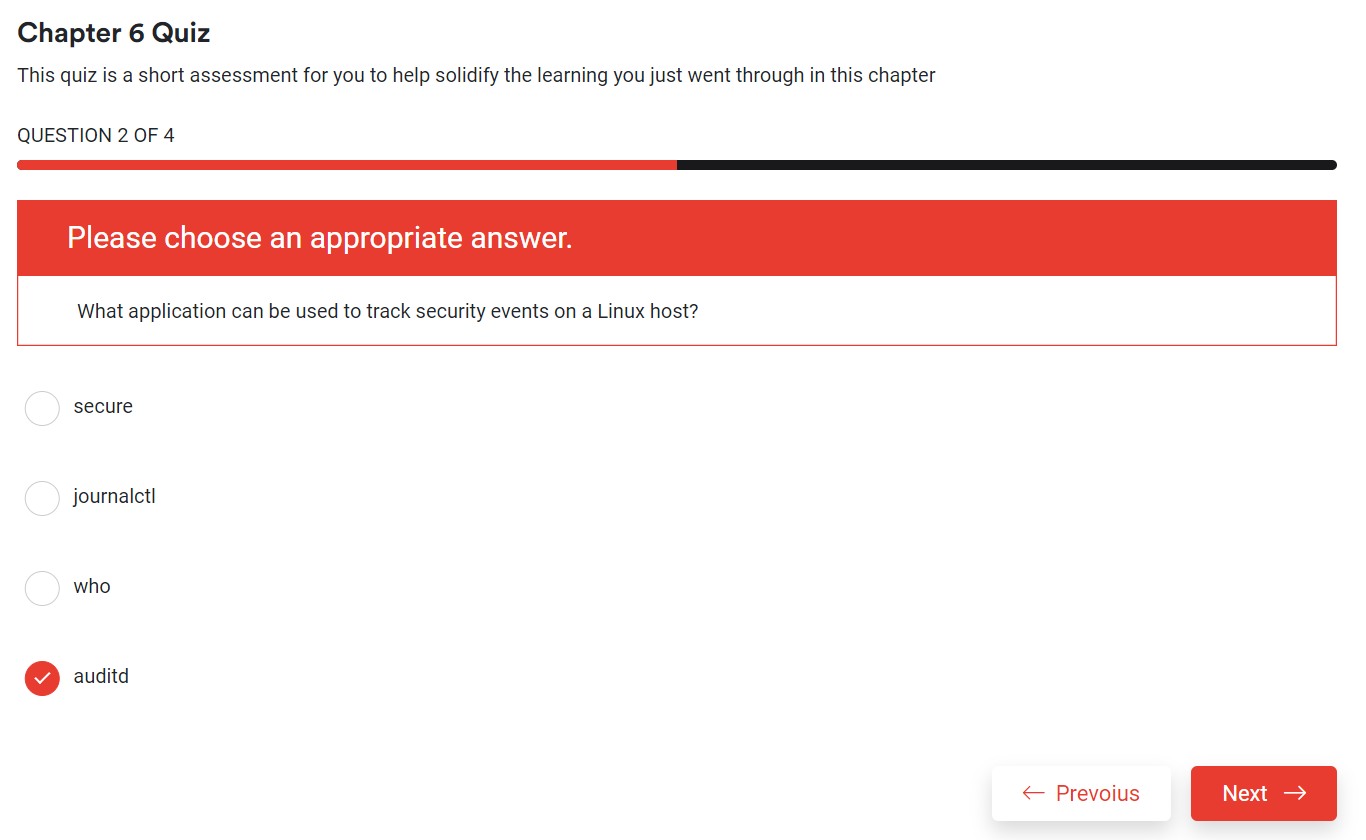 Chapter 6 Quiz
This quiz is a short assessment for you to help solidify the learning you just went through in this chapter
QUESTION 2 OF 4
Please choose an appropriate answer.
What application can be used to track security events on a Linux host?
secure
journalctl
who
auditd
Prevoius
Next